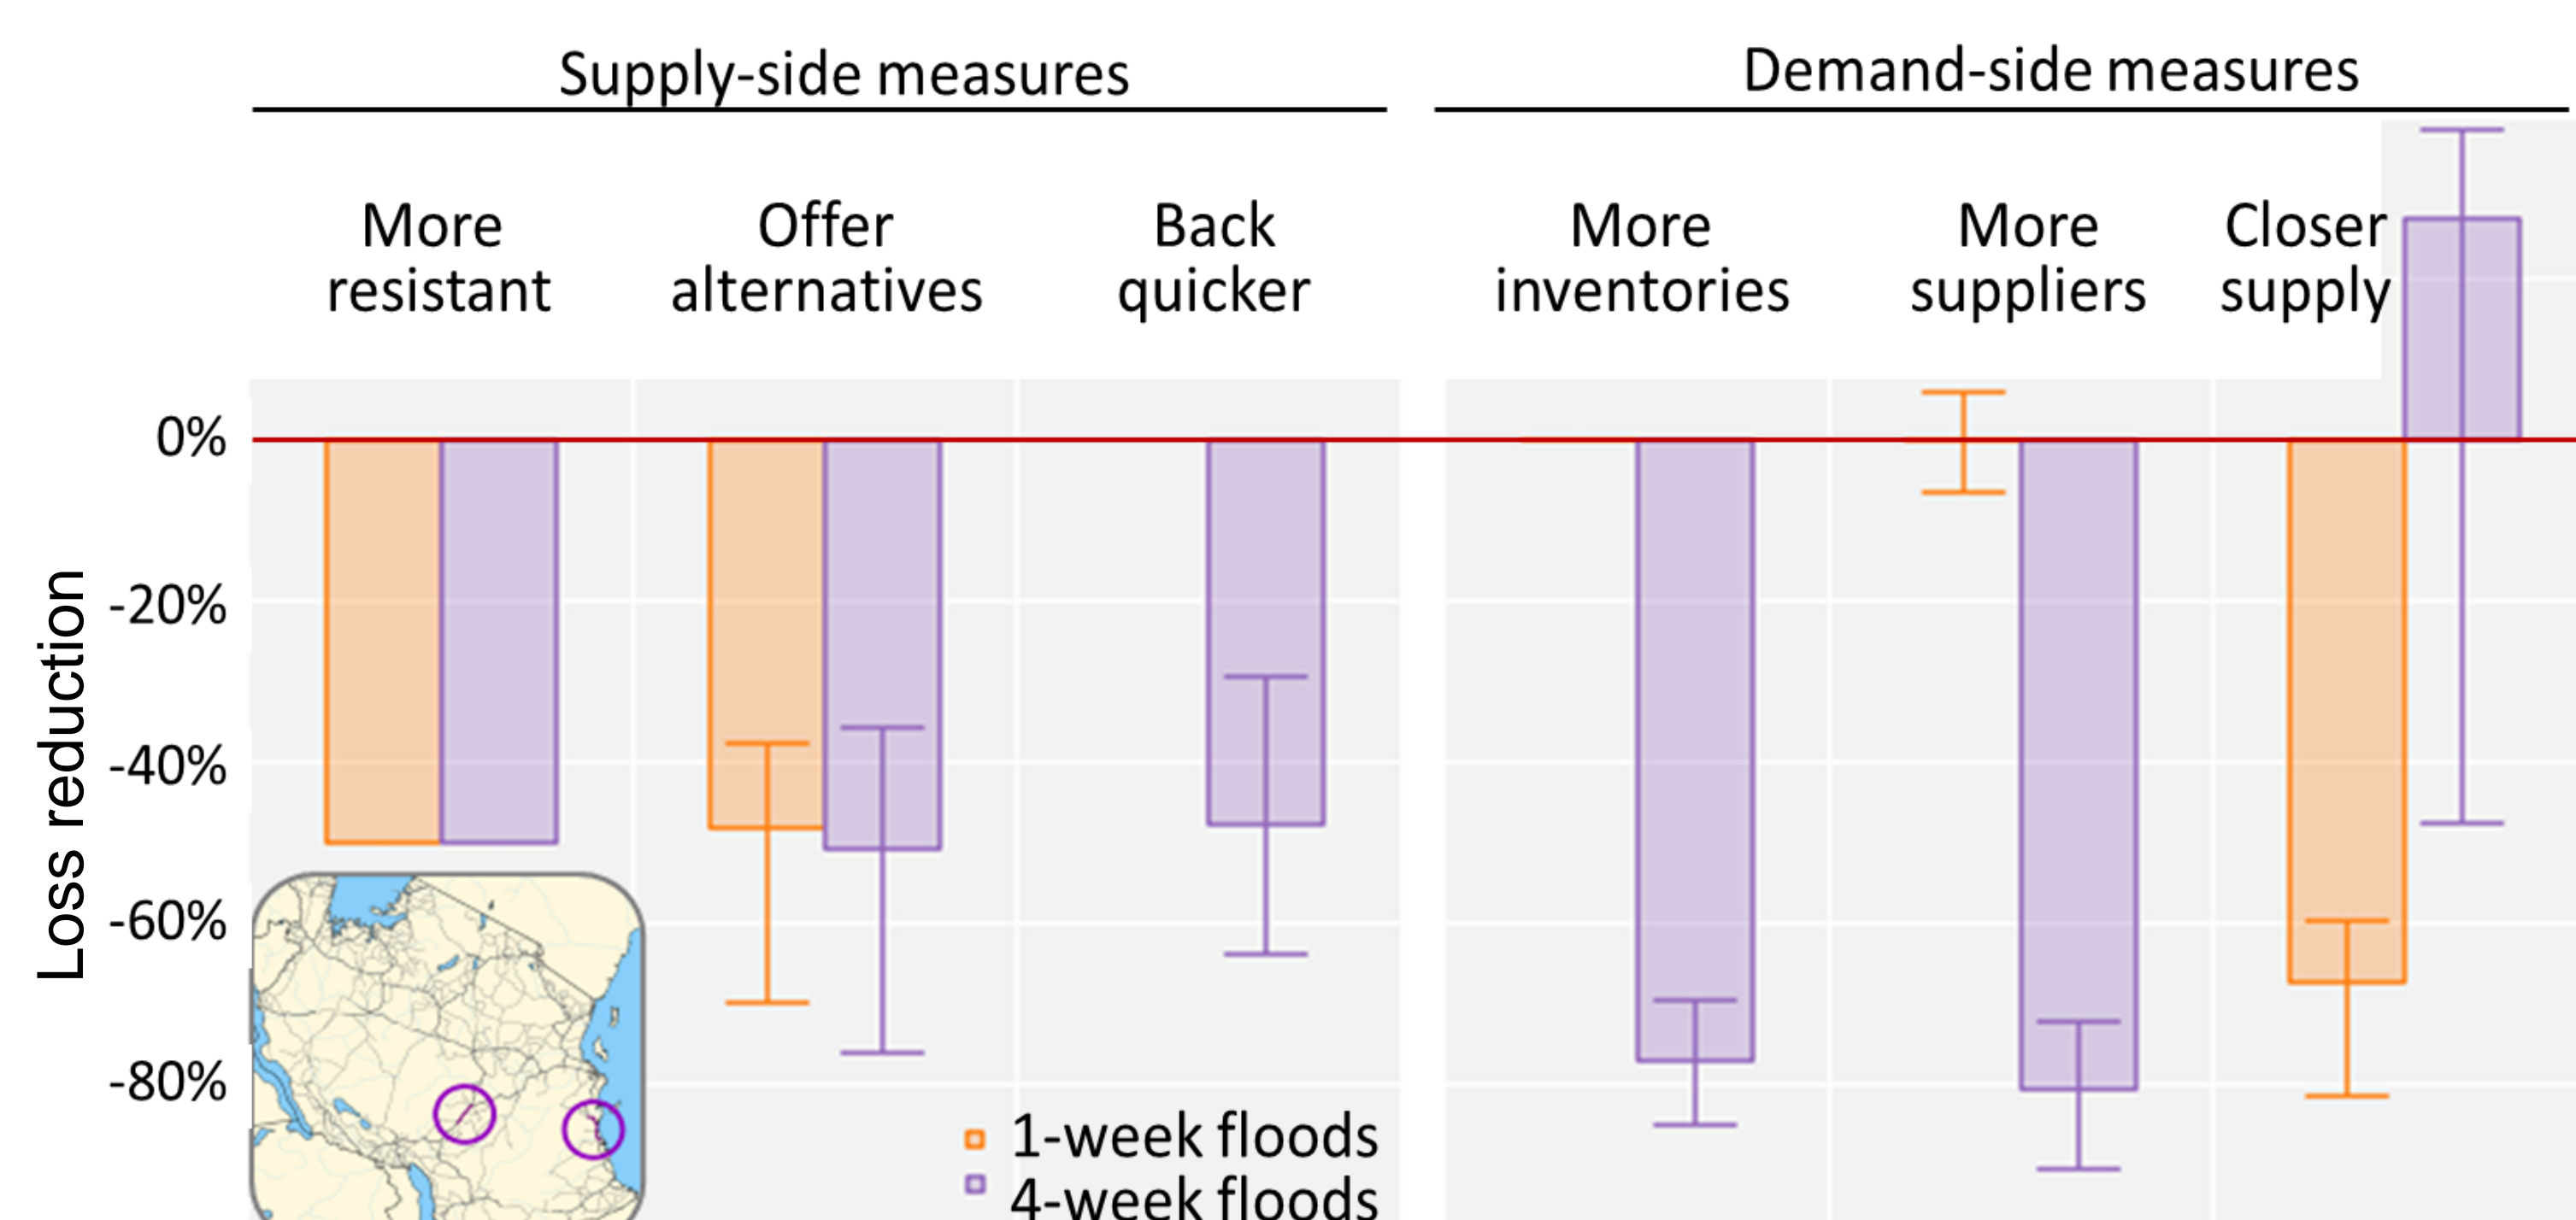 Supply-side measures
Demand-side measures
More
resistant
Offer
alternatives
Back
quicker
More
inventories
More
suppliers
Closer
supply
0%
-20%
-40%
-60%
-80%
Loss reduction
1-week floods
4-week floods